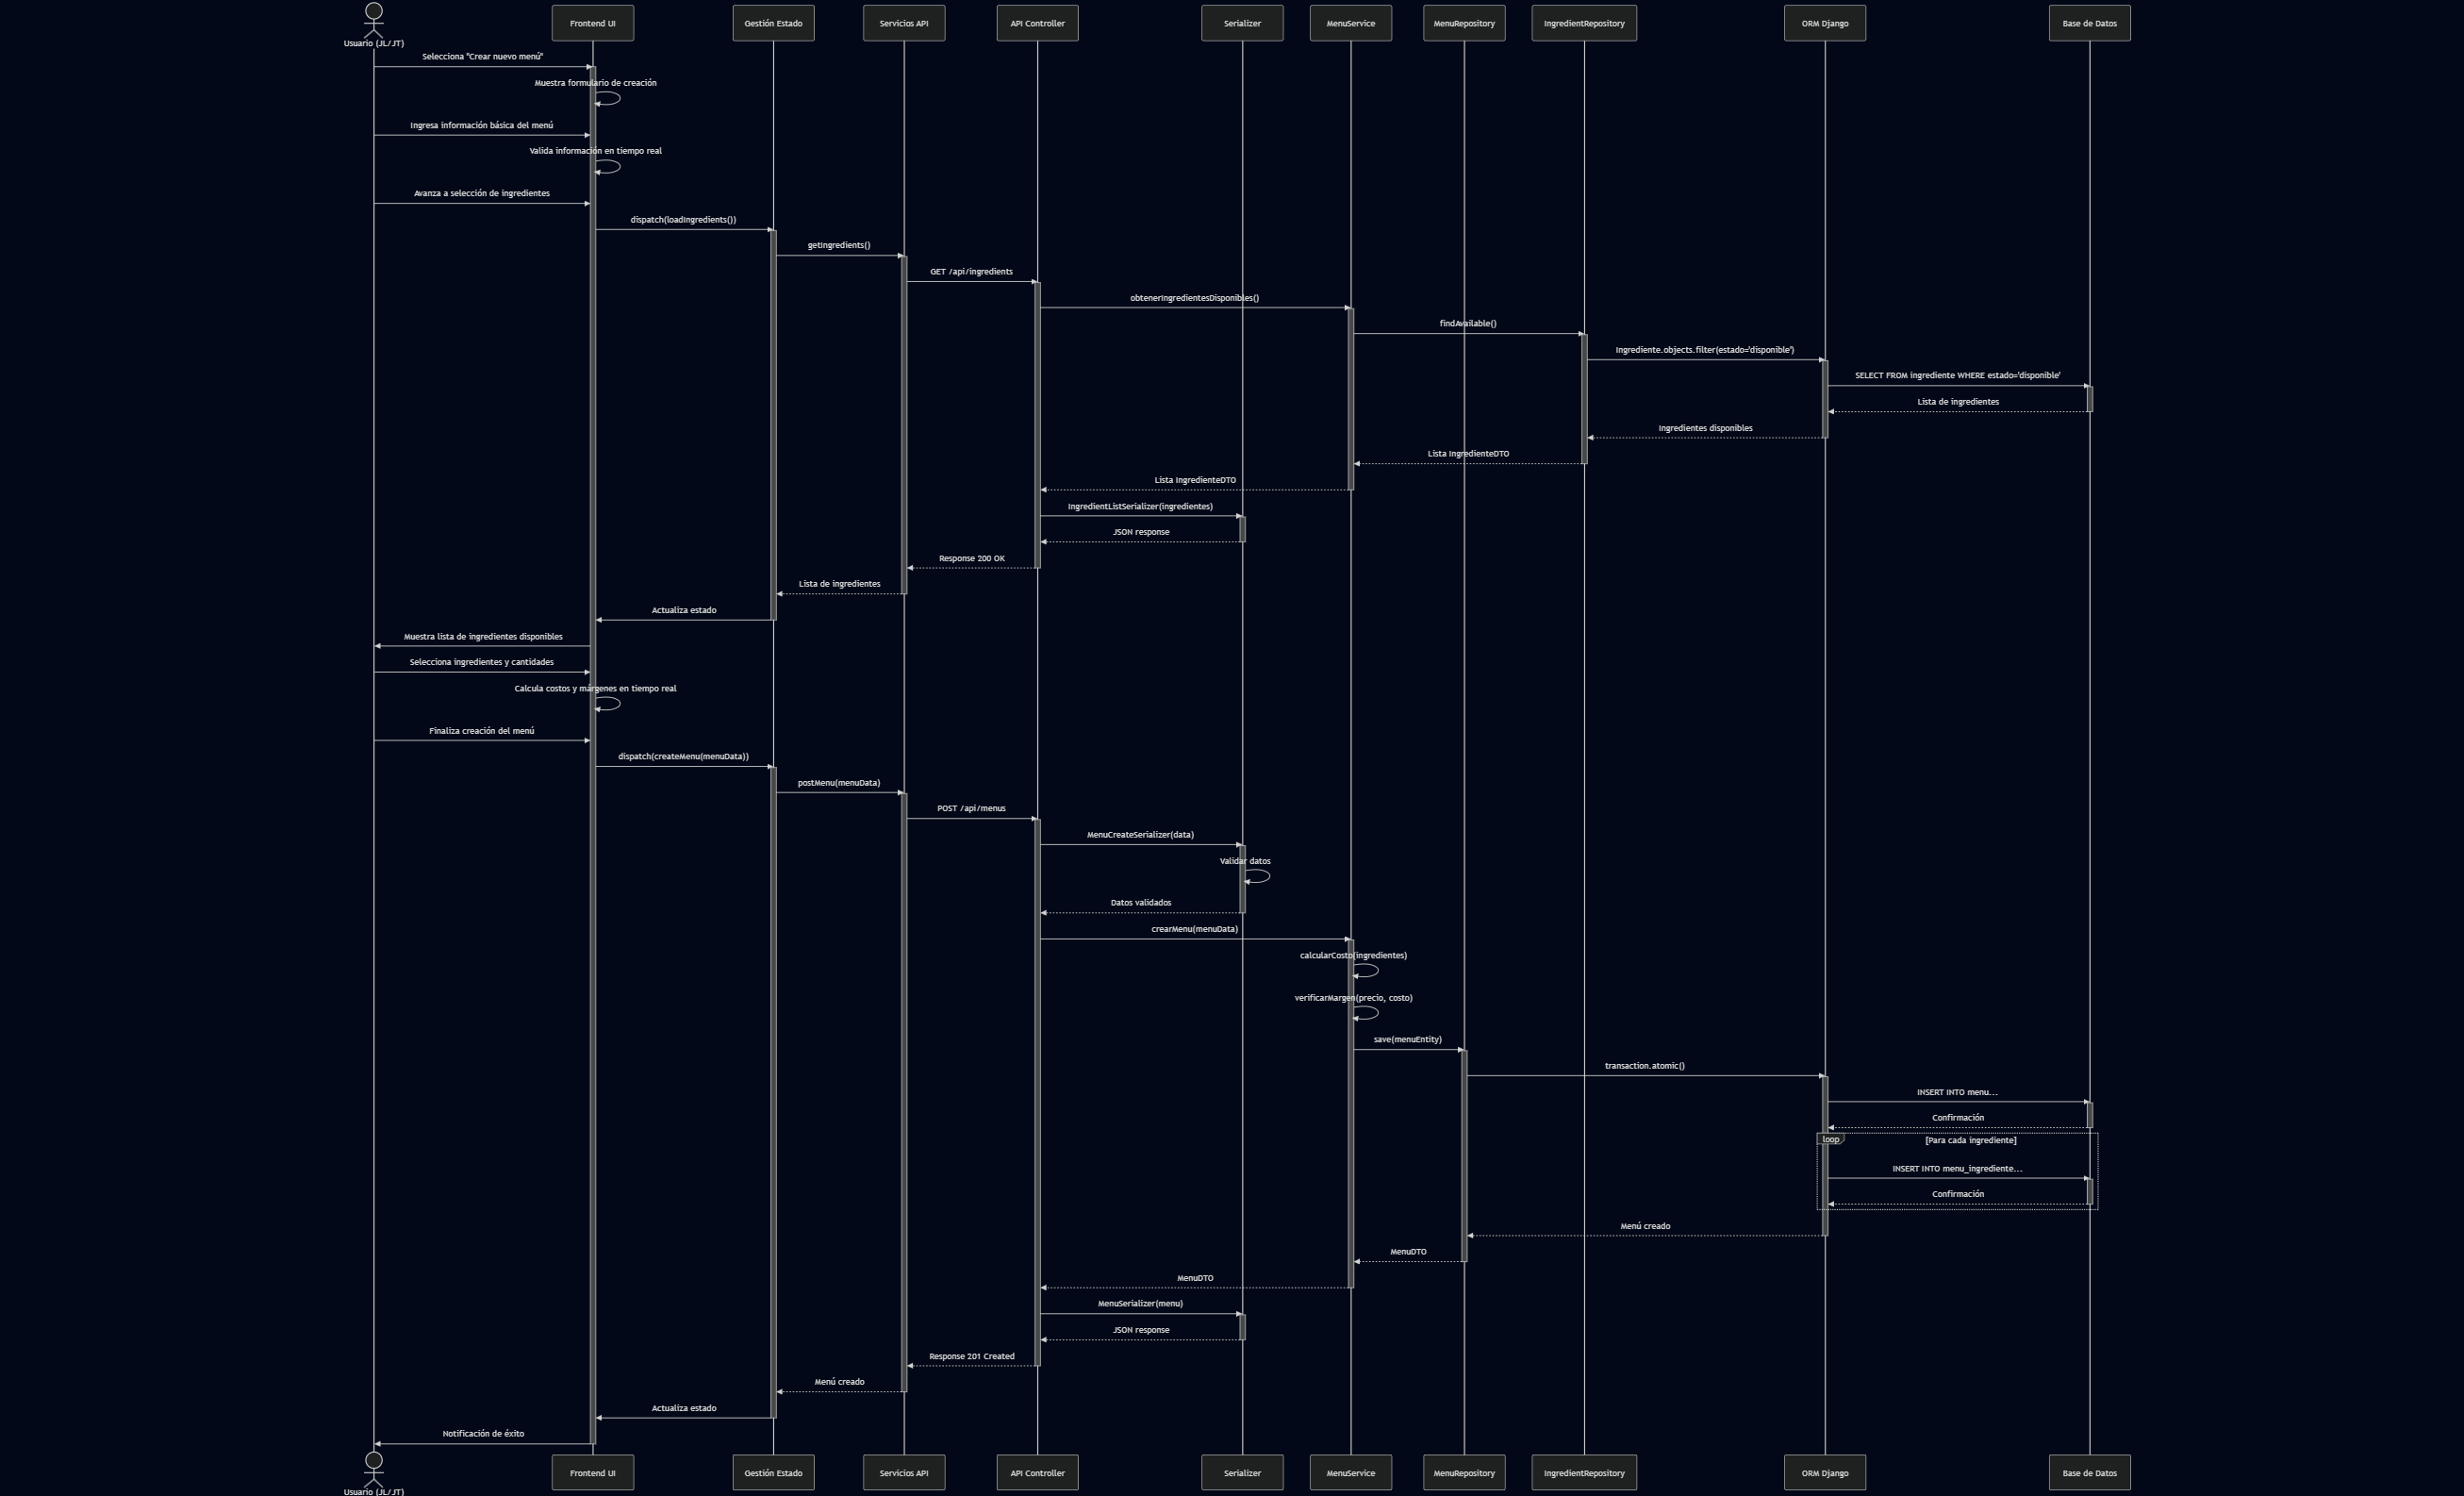 Usuario (JL/JT)
Frontend UI
Gestión Estado
Servicios API
API Controller
Serializer
MenuService
MenuRepository
IngredientRepository
ORM Django
Base de Datos
Selecciona "Crear nuevo menú"
Muestra formulario de creación
Ingresa información básica del menú
Valida información en tiempo real
Avanza a selección de ingredientes
dispatch(loadIngredients())
getIngredients()
GET /api/ingredients
obtenerIngredientesDisponibles()
findAvailable()
Ingrediente.objects.filter(estado='disponible')
SELECT FROM ingrediente WHERE estado='disponible'
Lista de ingredientes
Ingredientes disponibles
Lista IngredienteDTO
Lista IngredienteDTO
IngredientListSerializer(ingredientes)
JSON response
Response 200 OK
Lista de ingredientes
Actualiza estado
Muestra lista de ingredientes disponibles
Selecciona ingredientes y cantidades
Calcula costos y márgenes en tiempo real
Finaliza creación del menú
dispatch(createMenu(menuData))
postMenu(menuData)
POST /api/menus
MenuCreateSerializer(data)
Validar datos
Datos validados
crearMenu(menuData)
calcularCosto(ingredientes)
verificarMargen(precio, costo)
save(menuEntity)
transaction.atomic()
INSERT INTO menu...
Confirmación
loop
[Para cada ingrediente]
INSERT INTO menu_ingrediente...
Confirmación
Menú creado
MenuDTO
MenuDTO
MenuSerializer(menu)
JSON response
Response 201 Created
Menú creado
Actualiza estado
Notificación de éxito
Usuario (JL/JT)
Frontend UI
Gestión Estado
Servicios API
API Controller
Serializer
MenuService
MenuRepository
IngredientRepository
ORM Django
Base de Datos